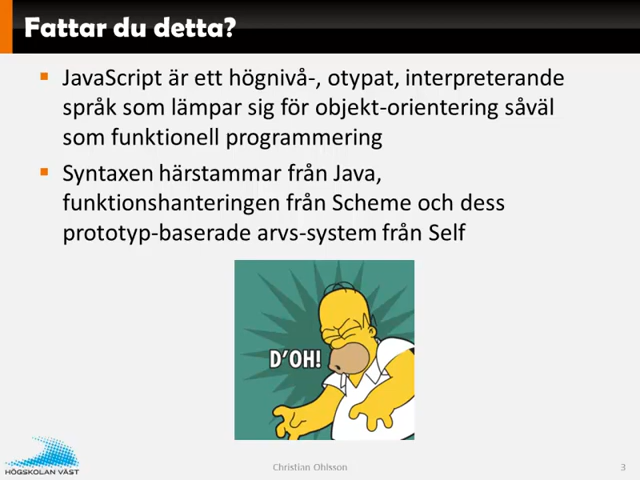 Fattar du detta?
JavaScript är ett högnivå-, otypat, interpreterande
språk som lämpar sig för objekt-orientering såväl
som funktionell programmering
Syntaxen härstammar från Java,
funktionshanteringen från Scheme och dess
prototyp-baserade arvs-system från Self
D'OH!
HÖGSKOLAN VÄST
Christian Ohlsson
3